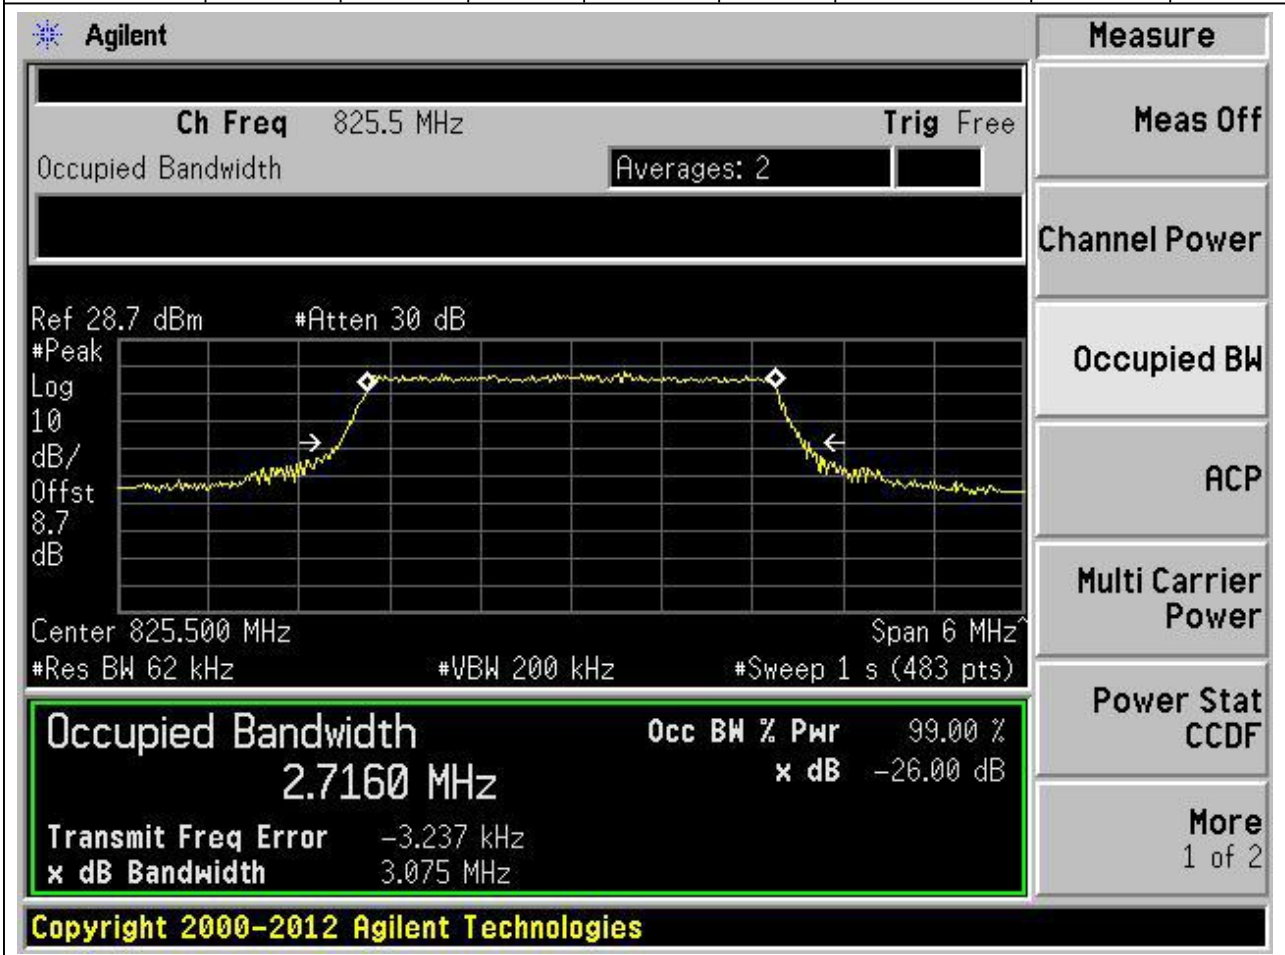 Agilent
Measure
Ch Freq 825.5 MHz Trig Free
Occupied Bandwidth Averages: 2
Meas Off
Channel Power
Occupied BW
ACP
Multi Carrier
Power
Power Stat
CCDF
More
1 of 2
Ref 28.7 dBm #Atten 30 dB
#Peak
Log
10
dB/
Offst
8.7
dB
Center 825.500 MHz Span 6 MHz^
#Res BW 62 kHz #VBW 200 kHz #Sweep 1 s (483 pts)
Occupied Bandwidth Occ BW % Pwr 99.00 %
2.7160 MHz x dB -26.00 dB
Transmit Freq Error -3.237 kHz
x dB Bandwidth 3.075 MHz
Copyright 2000-2012 Agilent Technologies